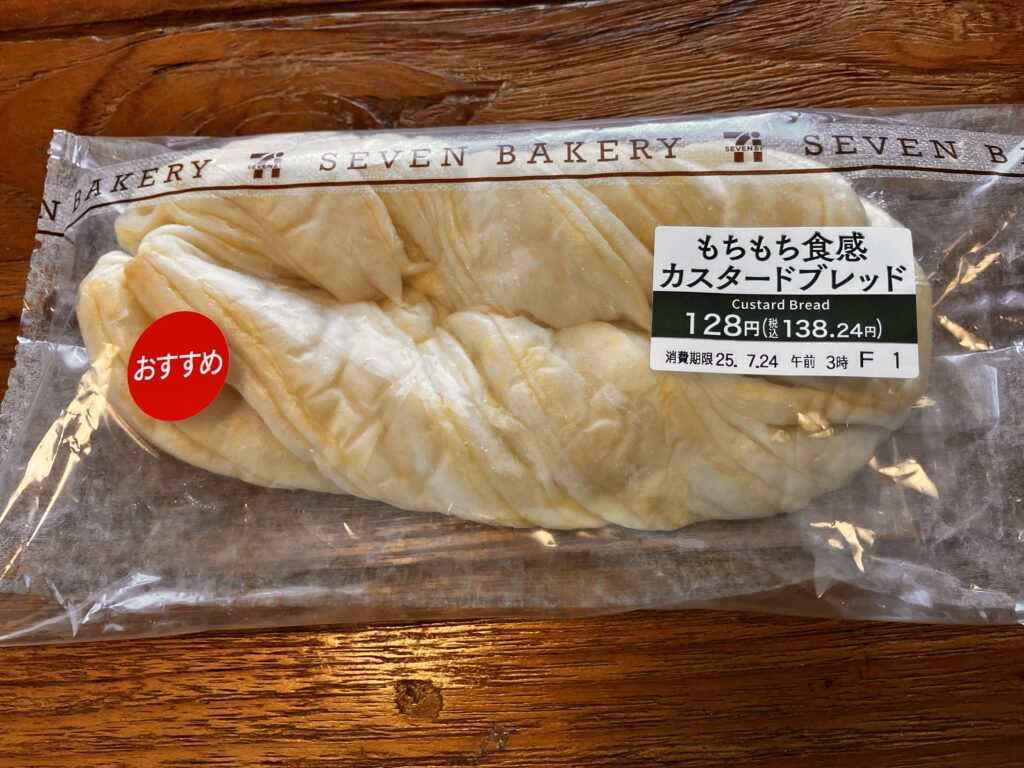 N BAKERY SEVEN&i SEVEN BAKERY SEVEN&i SEVEN B
もちもち食感
カスタードブレッド
Custard Bread
128円(税込138.24円)
消費期限25. 7.24 午前 3時 F 1
おすすめ